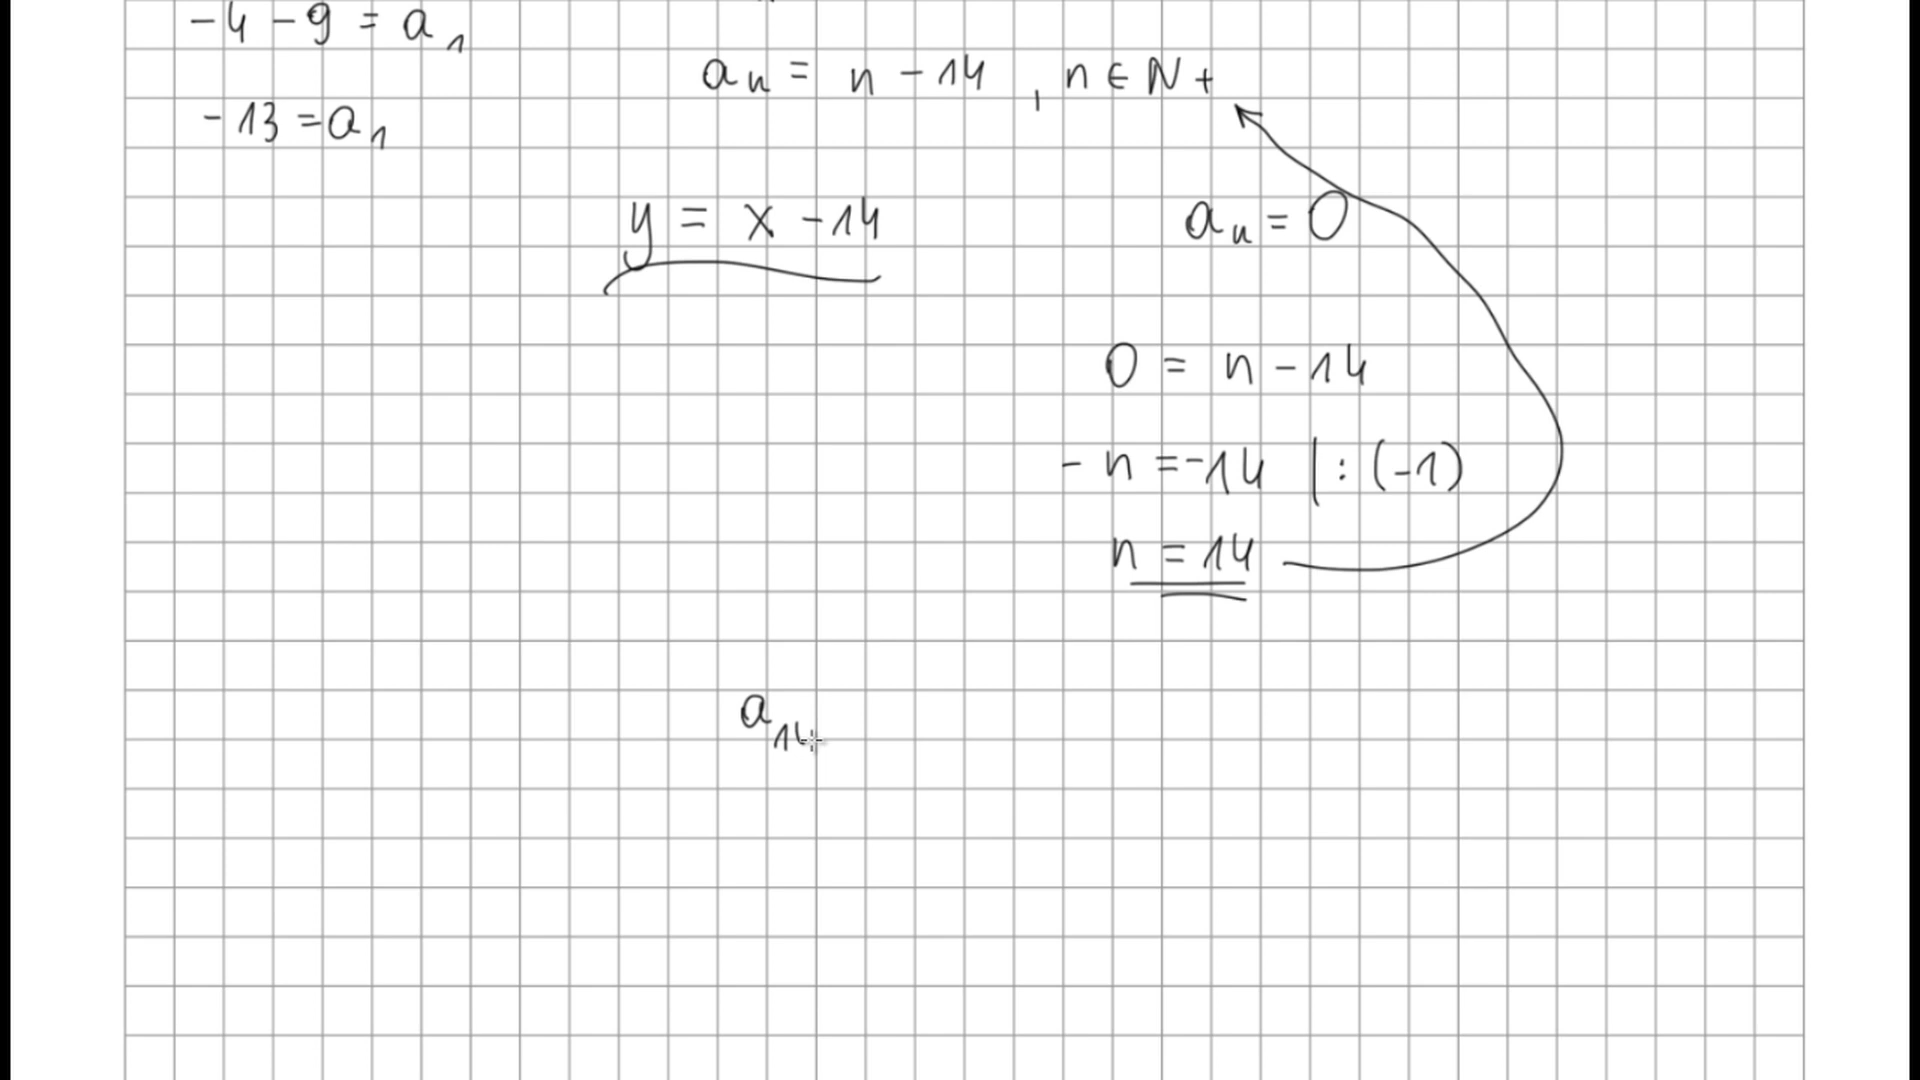 -4 - 9 = a₁
-13 = a₁
aₙ = n - 14 , n ∈ N+
y = x - 14
aₙ = 0
0 = n - 14
- n = -14 | : (-1)
n = 14
a₁₄